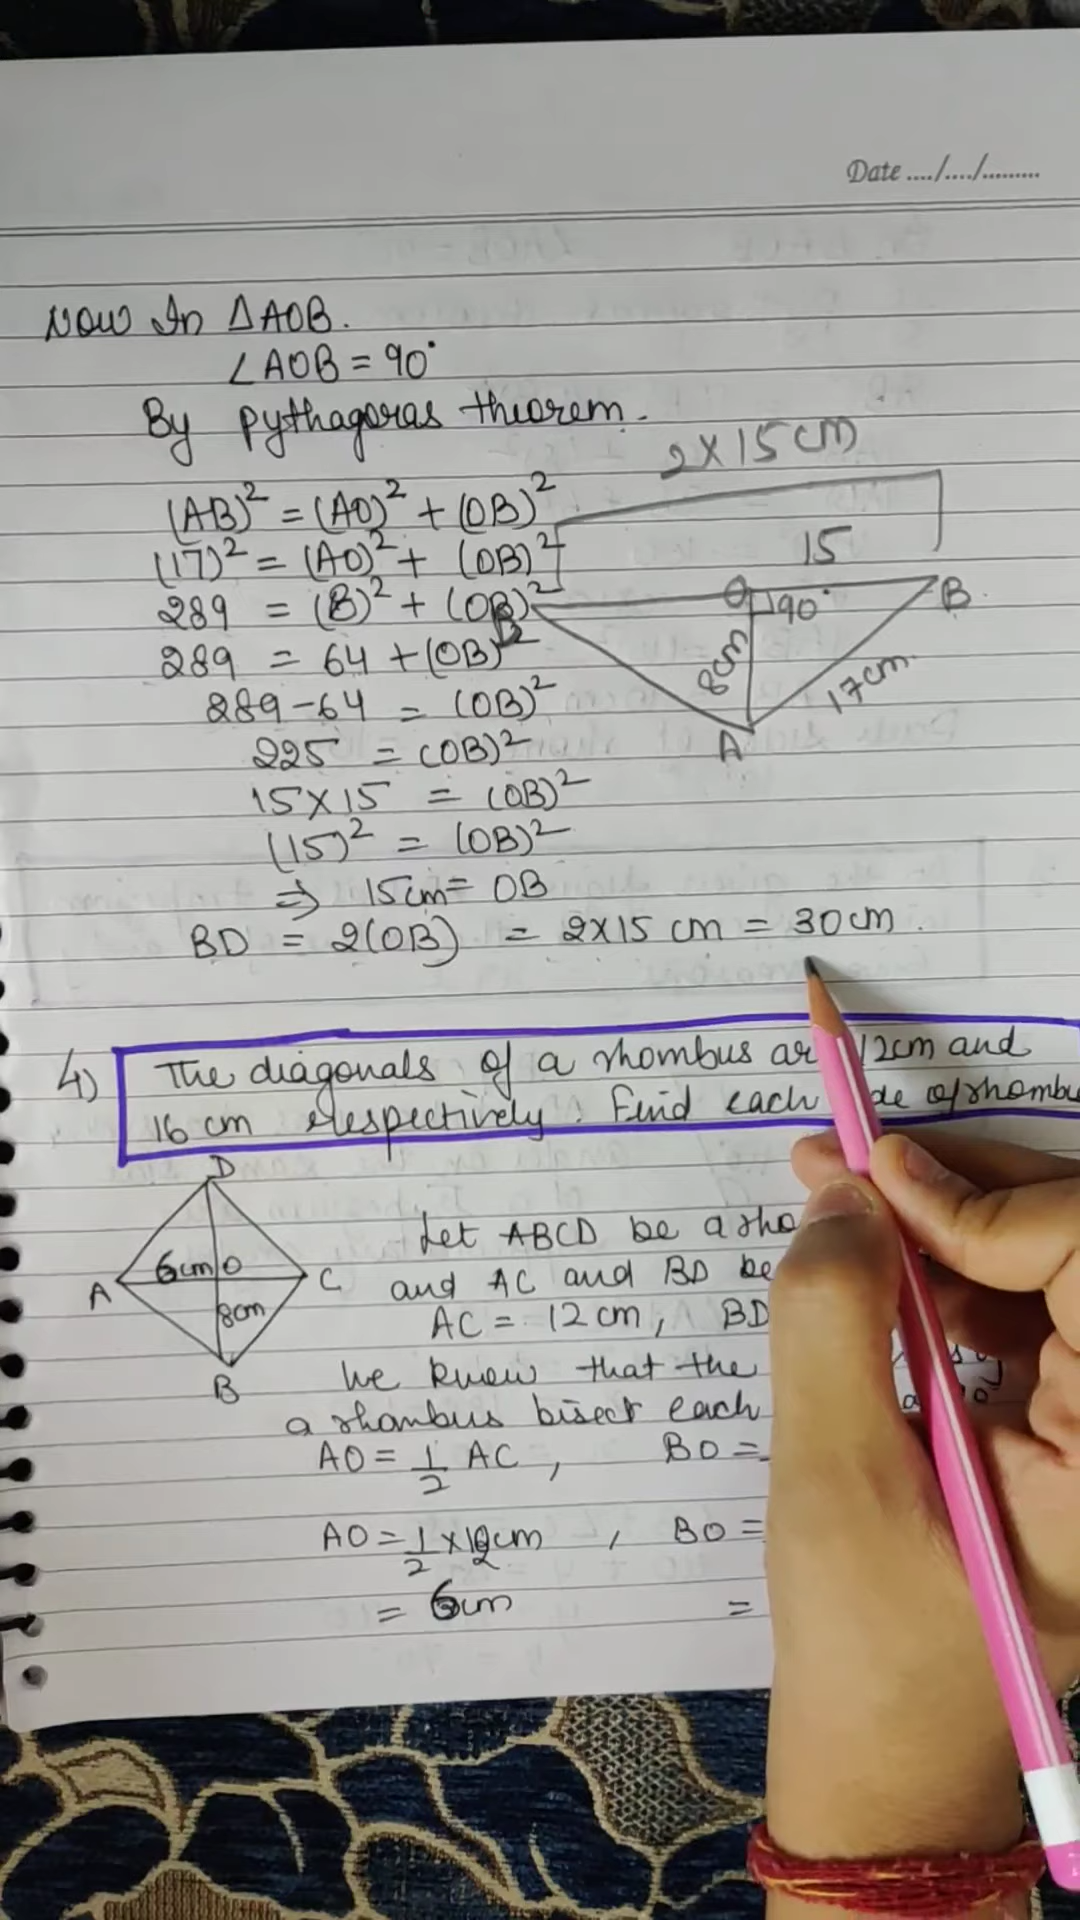 Date ..../..../.........
Now In ΔAOB.
∠AOB = 90°
By pythagoras theorem.
(AB)² = (AO)² + (OB)²
(17)² = (AO)² + (OB)²
289 = (8)² + (OB)²
289 = 64 + (OB)²
289 - 64 = (OB)²
225 = (OB)²
15 × 15 = (OB)²
(15)² = (OB)²
⇒ 15cm = OB
BD = 2(OB) = 2×15 cm = 30cm.
2 × 15 cm
15
O
90°
B
8cm
17cm
A
4) The diagonals of a rhombus ar 12cm and
16 cm respectively. Find each de of rhombu
D
A
6cm
O
C
8cm
B
Let ABCD be a rho
and AC and BD be
AC = 12 cm, BD
We know that the
a rhombus bisect each
AO = 1/2 AC, BO =
AO = 1/2 × 12cm, BO =
= 6cm =